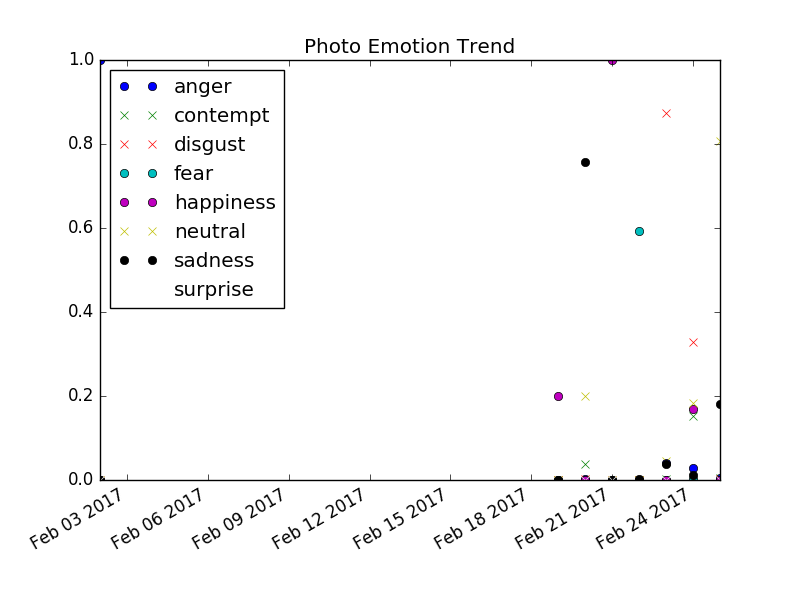 Photo Emotion Trend
1.0
0.8
0.6
0.4
0.2
0.0
anger
contempt
disgust
fear
happiness
neutral
sadness
surprise
Feb 03 2017
Feb 06 2017
Feb 09 2017
Feb 12 2017
Feb 15 2017
Feb 18 2017
Feb 21 2017
Feb 24 2017